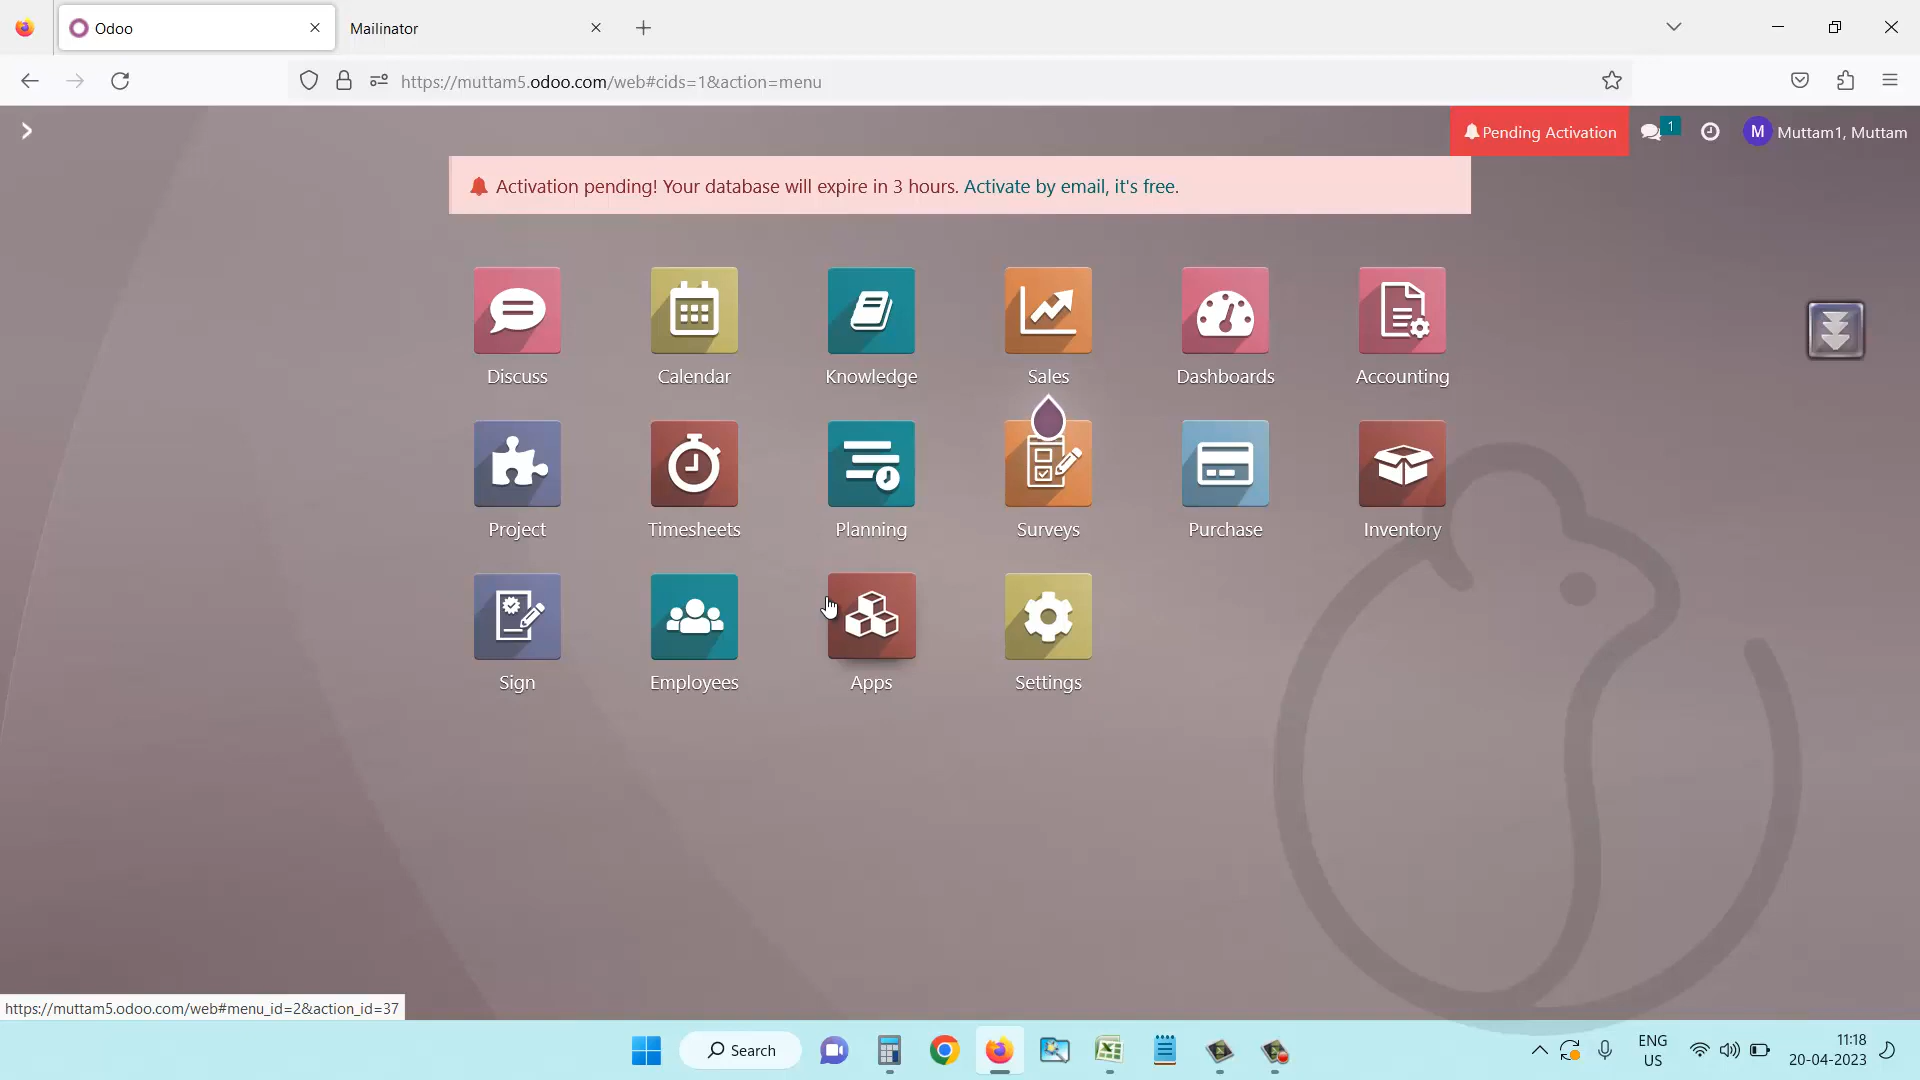 Odoo
Mailinator
https://muttam5.odoo.com/web#cids=1&action=menu
Pending Activation
1
M
Muttam1, Muttam
Activation pending! Your database will expire in 3 hours. Activate by email, it's free.
Discuss
Calendar
Knowledge
Sales
Dashboards
Accounting
Project
Timesheets
Planning
Surveys
Purchase
Inventory
Sign
Employees
Apps
Settings
https://muttam5.odoo.com/web#menu_id=2&action_id=37
Search
ENG
US
11:18
20-04-2023